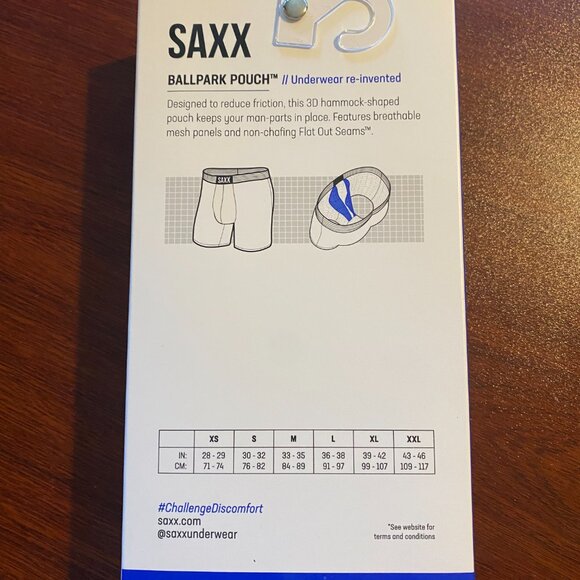 SAXX
BALLPARK POUCH™ // Underwear re-invented
Designed to reduce friction, this 3D hammock-shaped
pouch keeps your man-parts in place. Features breathable
mesh panels and non-chafing Flat Out Seams™.
SAXX
XS S M L XL XXL
IN: 28 - 29 30 - 32 33 - 35 36 - 38 39 - 42 43 - 46
CM: 71 - 74 76 - 82 84 - 89 91 - 97 99 - 107 109 - 117
#ChallengeDiscomfort
saxx.com
@saxxunderwear
*See website for
terms and conditions